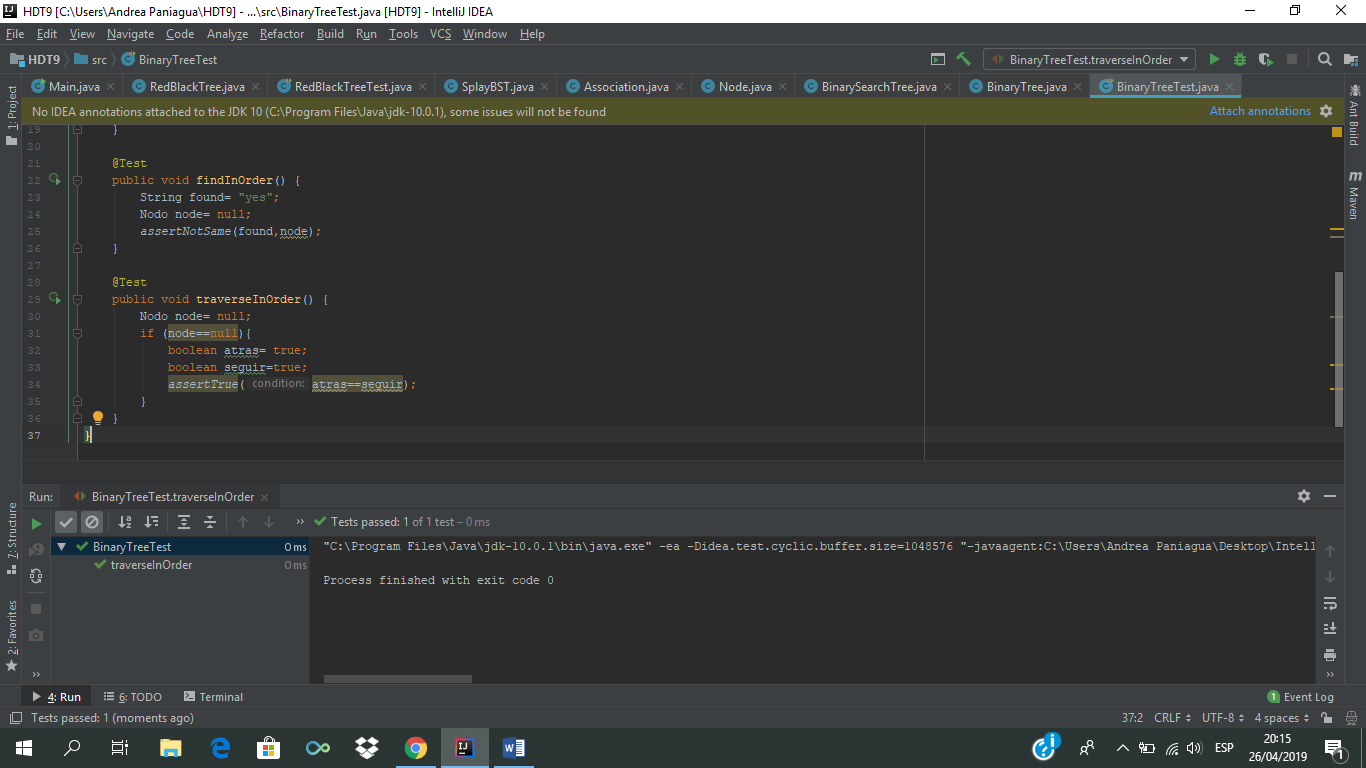 HDT9 [C:\Users\Andrea Paniagua\HDT9] - ...\src\BinaryTreeTest.java [HDT9] - IntelliJ IDEA
File Edit View Navigate Code Analyze Refactor Build Run Tools VCS Window Help
HDT9 src BinaryTreeTest BinaryTreeTest.traverseInOrder
Main.java RedBlackTree.java RedBlackTreeTest.java SplayBST.java Association.java Node.java BinarySearchTree.java BinaryTree.java BinaryTreeTest.java
No IDEA annotations attached to the JDK 10 (C:\Program Files\Java\jdk-10.0.1), some issues will not be found Attach annotations
1: Project
Ant Build
Maven
19 }
20
21 @Test
22 public void findInOrder() {
23 String found= "yes";
24 Nodo node= null;
25 assertNotSame(found,node);
26 }
27
28 @Test
29 public void traverseInOrder() {
30 Nodo node= null;
31 if (node==null){
32 boolean atras= true;
33 boolean seguir=true;
34 assertTrue( condition: atras==seguir);
35 }
36 }
37 }
Run: BinaryTreeTest.traverseInOrder
7: Structure
2: Favorites
Tests passed: 1 of 1 test – 0 ms
BinaryTreeTest 0 ms
traverseInOrder 0 ms
"C:\Program Files\Java\jdk-10.0.1\bin\java.exe" -ea -Didea.test.cyclic.buffer.size=1048576 "-javaagent:C:\Users\Andrea Paniagua\Desktop\Intell
Process finished with exit code 0
4: Run 6: TODO Terminal 1 Event Log
Tests passed: 1 (moments ago) 37:2 CRLF UTF-8 4 spaces
ESP
20:15
26/04/2019
1